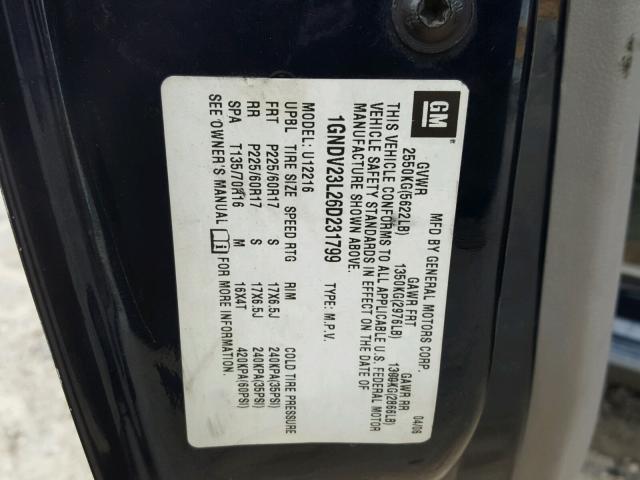 GM
MFD BY GENERAL MOTORS CORP. 04/06
GVWR GAWR FRT GAWR RR
2550KG(5622LB) 1350KG(2976LB) 1300KG(2866LB)
THIS VEHICLE CONFORMS TO ALL APPLICABLE U.S. FEDERAL MOTOR
VEHICLE SAFETY STANDARDS IN EFFECT ON THE DATE OF
MANUFACTURE SHOWN ABOVE.
1GNDV23L26D231799 TYPE: M.P.V.
MODEL: U12216
UPBL TIRE SIZE SPEED RTG RIM COLD TIRE PRESSURE
FRT P225/60R17 S 17X6.5J 240KPA(35PSI)
RR P225/60R17 S 17X6.5J 240KPA(35PSI)
SPA T135/70R16 M 16X4T 420KPA(60PSI)
SEE OWNER'S MANUAL FOR MORE INFORMATION.